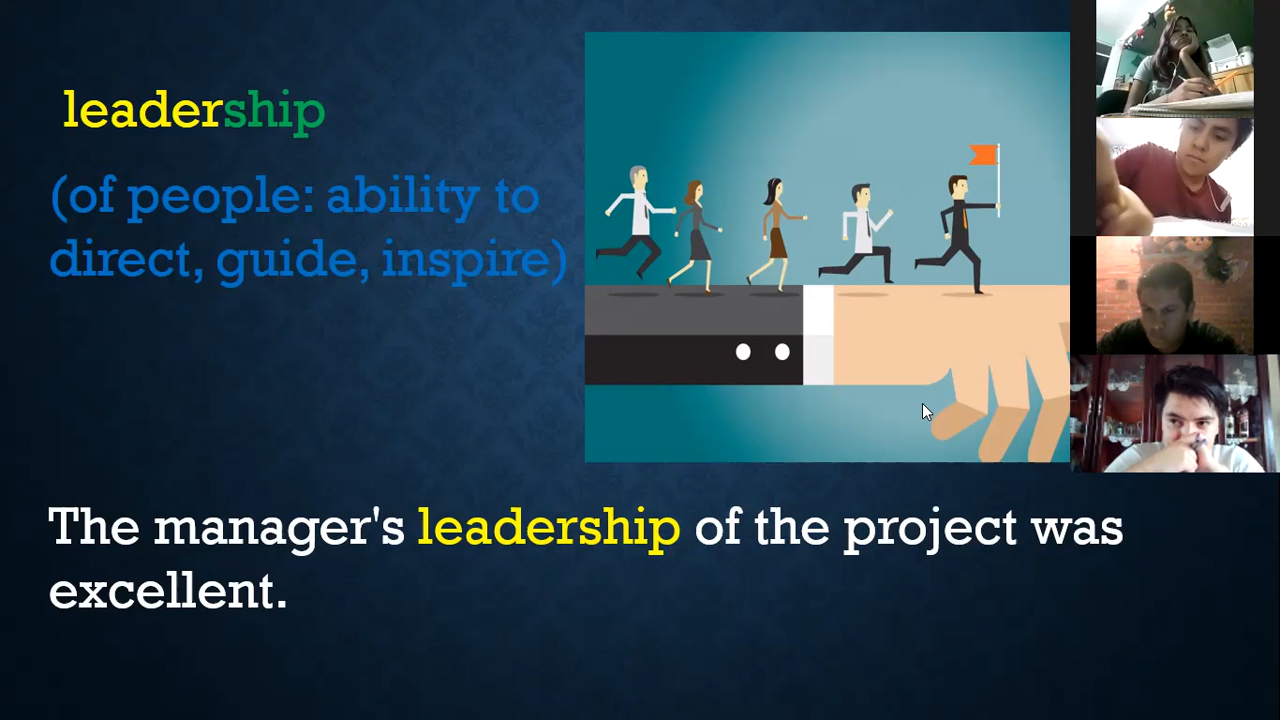 leadership
(of people: ability to
direct, guide, inspire)
The manager's leadership of the project was
excellent.